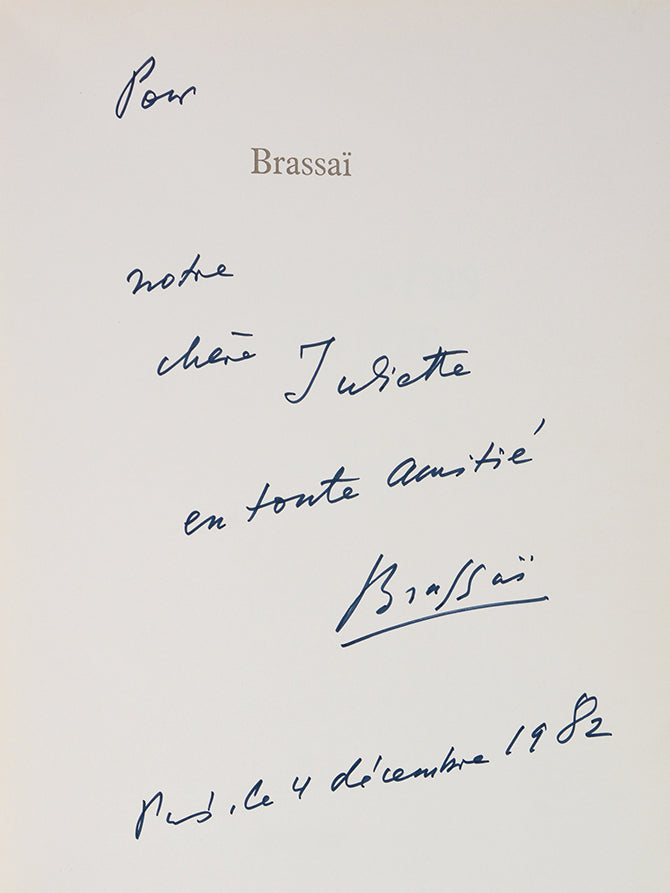 Pour
Brassaï
notre
chère Juliette
en toute amitié
Brassaï
Paris, le 4 décembre 1982